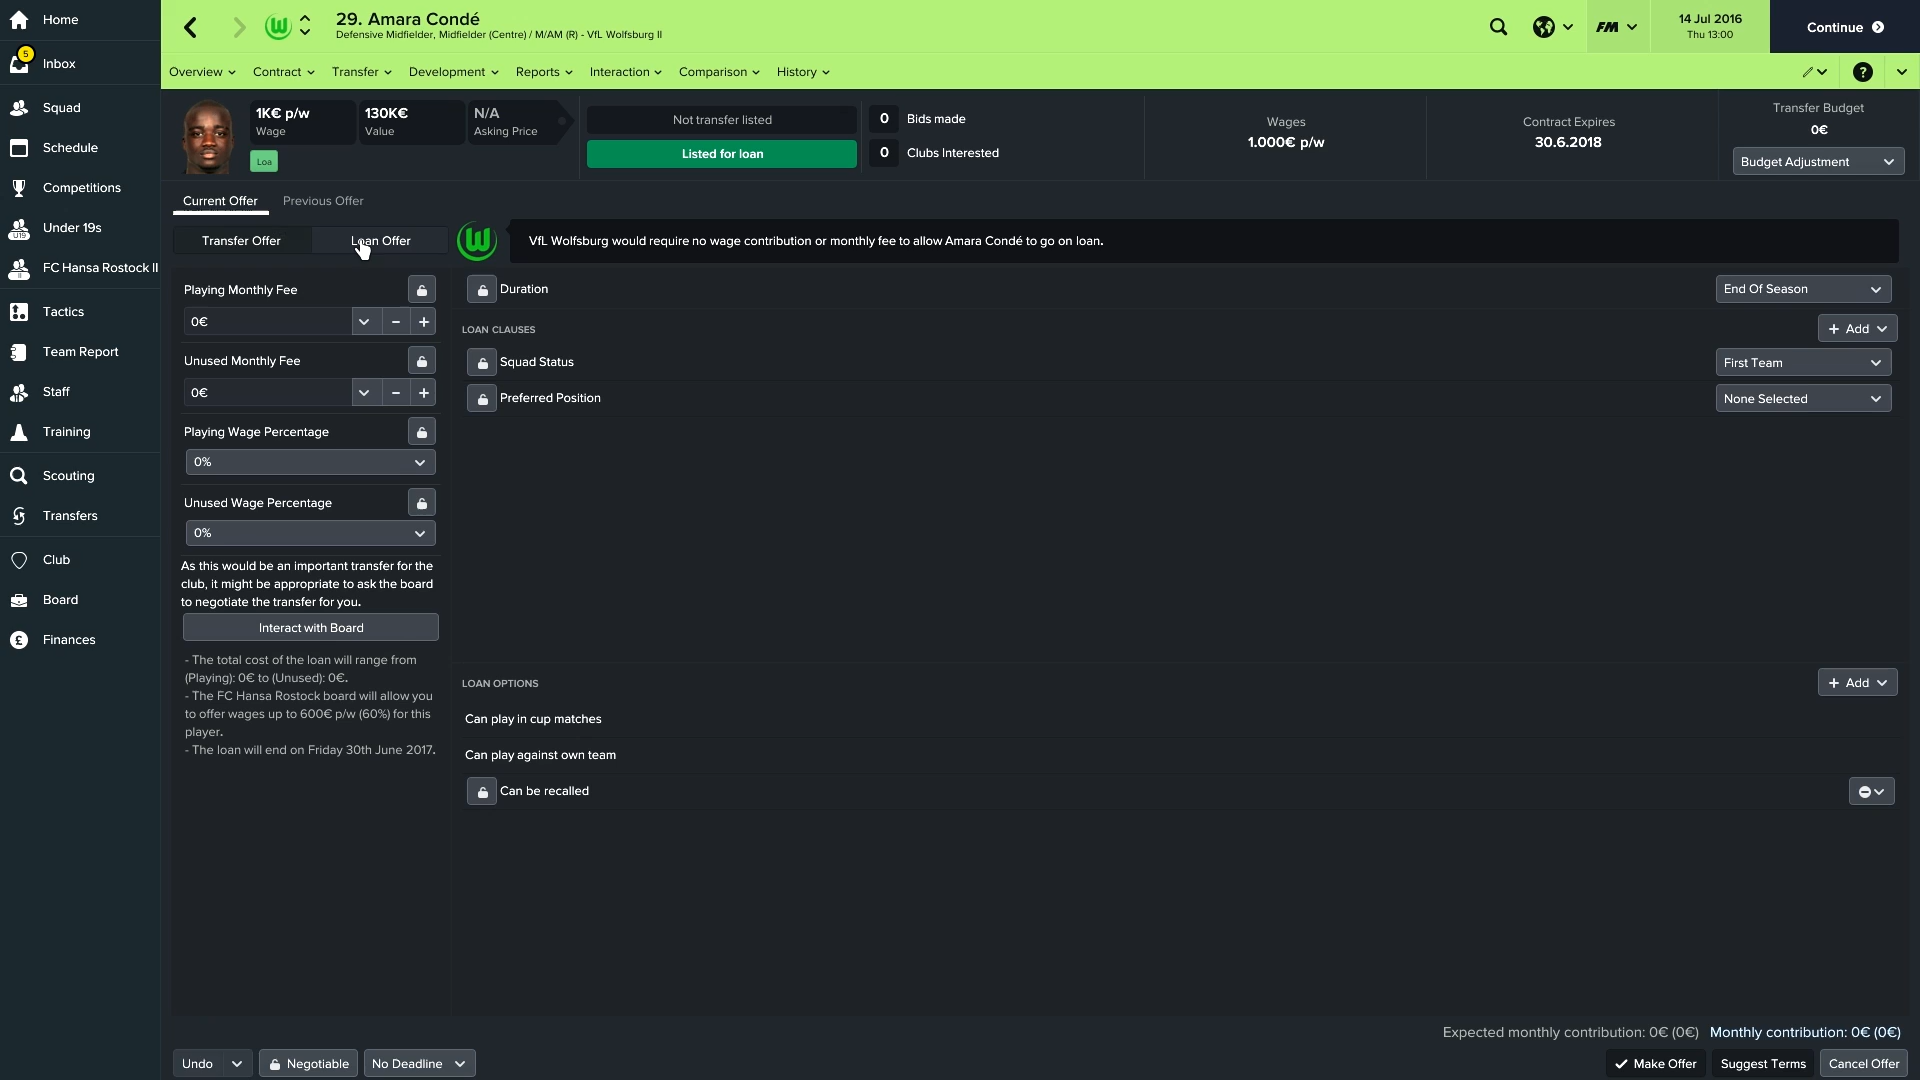 Home
5
Inbox
Squad
Schedule
Competitions
U19
Under 19s
FC Hansa Rostock II
Tactics
Team Report
Staff
Training
Scouting
Transfers
Club
Board
Finances
29. Amara Condé
Defensive Midfielder, Midfielder (Centre) / M/AM (R) - VfL Wolfsburg II
FM
14 Jul 2016
Thu 13:00
Continue
Overview
Contract
Transfer
Development
Reports
Interaction
Comparison
History
?
1K€ p/w
Wage
130K€
Value
N/A
Asking Price
Loa
Not transfer listed
Listed for loan
0 Bids made
0 Clubs Interested
Wages
1.000€ p/w
Contract Expires
30.6.2018
Transfer Budget
0€
Budget Adjustment
Current Offer
Previous Offer
Transfer Offer
Loan Offer
VfL Wolfsburg would require no wage contribution or monthly fee to allow Amara Condé to go on loan.
Playing Monthly Fee
0€
Unused Monthly Fee
0€
Playing Wage Percentage
0%
Unused Wage Percentage
0%
As this would be an important transfer for the
club, it might be appropriate to ask the board
to negotiate the transfer for you.
Interact with Board
- The total cost of the loan will range from
(Playing): 0€ to (Unused): 0€.
- The FC Hansa Rostock board will allow you
to offer wages up to 600€ p/w (60%) for this
player.
- The loan will end on Friday 30th June 2017.
Duration
End Of Season
LOAN CLAUSES
+ Add
Squad Status
First Team
Preferred Position
None Selected
LOAN OPTIONS
+ Add
Can play in cup matches
Can play against own team
Can be recalled
Expected monthly contribution: 0€ (0€) Monthly contribution: 0€ (0€)
Undo
Negotiable
No Deadline
Make Offer
Suggest Terms
Cancel Offer